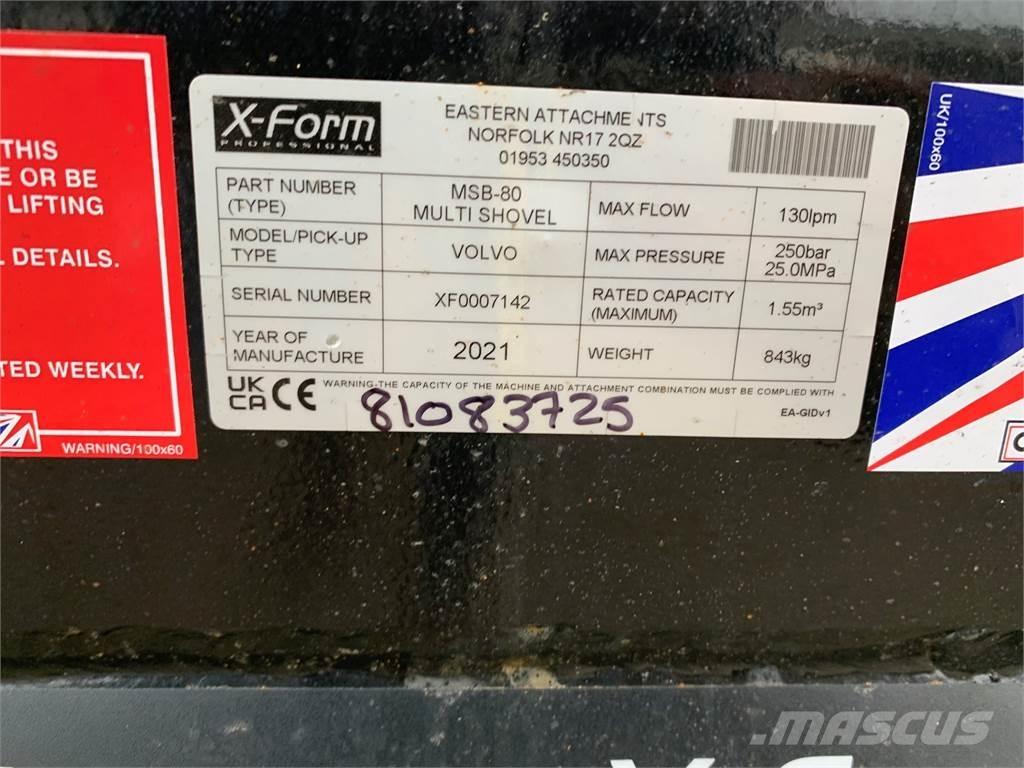 THIS
E OR BE
LIFTING
L DETAILS.
TED WEEKLY.
WARNING/100x60
X-Form
PROFESSIONAL
EASTERN ATTACHMENTS
NORFOLK NR17 2QZ
01953 450350
PART NUMBER (TYPE) MSB-80 MULTI SHOVEL MAX FLOW 130lpm
MODEL/PICK-UP TYPE VOLVO MAX PRESSURE 250bar 25.0MPa
SERIAL NUMBER XF0007142 RATED CAPACITY (MAXIMUM) 1.55m³
YEAR OF MANUFACTURE 2021 WEIGHT 843kg
UK CA CE WARNING-THE CAPACITY OF THE MACHINE AND ATTACHMENT COMBINATION MUST BE COMPLIED WITH
81083725
EA-GIDv1
UK/100x60
MASCUS